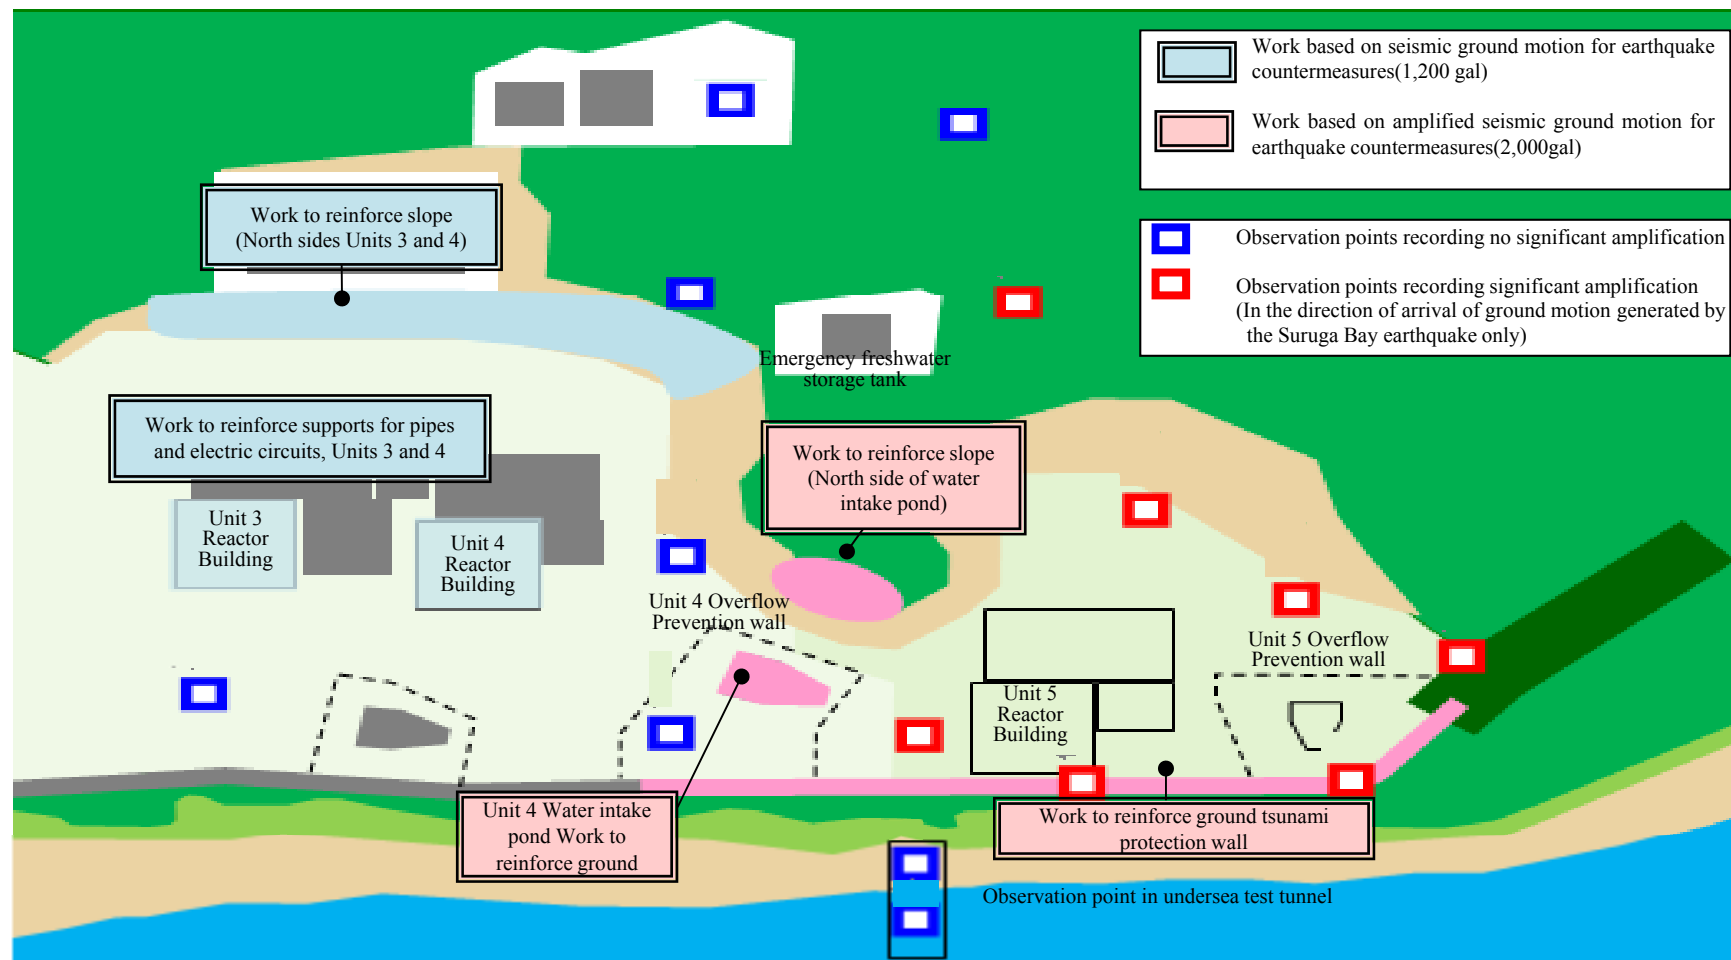 Work based on seismic ground motion for earthquake
countermeasures(1,200 gal)
Work based on amplified seismic ground motion for
earthquake countermeasures(2,000gal)
Observation points recording no significant amplification
Observation points recording significant amplification
(In the direction of arrival of ground motion generated by
the Suruga Bay earthquake only)
Work to reinforce slope
(North sides Units 3 and 4)
Emergency freshwater
storage tank
Work to reinforce supports for pipes
and electric circuits, Units 3 and 4
Work to reinforce slope
(North side of water
intake pond)
Unit 3
Reactor
Building
Unit 4
Reactor
Building
Unit 4 Overflow
Prevention wall
Unit 5 Overflow
Prevention wall
Unit 5
Reactor
Building
Unit 4 Water intake
pond Work to
reinforce ground
Work to reinforce ground tsunami
protection wall
Observation point in undersea test tunnel